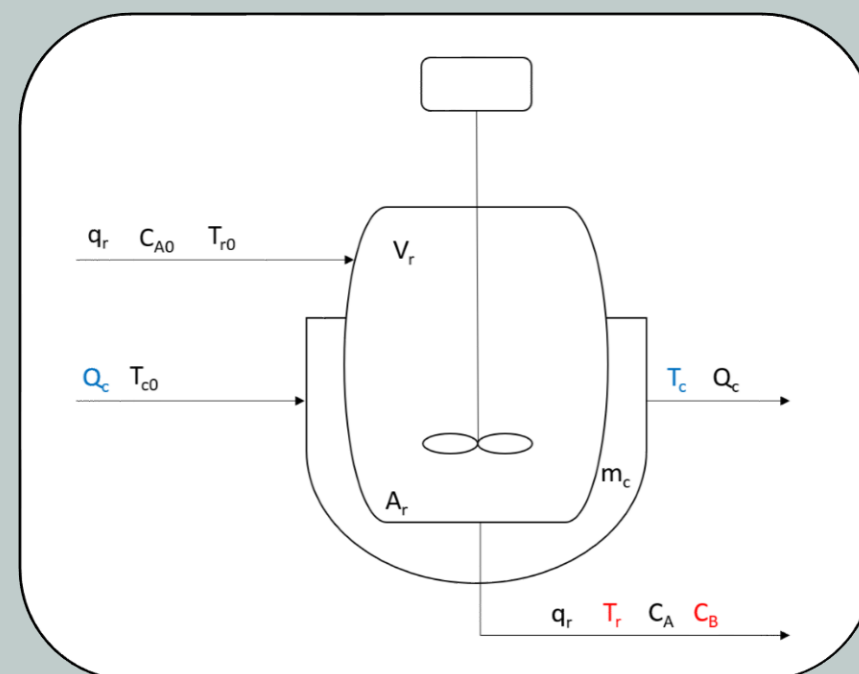 q_r C_A0 T_r0
V_r
Q_c T_c0
T_c Q_c
m_c
A_r
q_r T_r C_A C_B